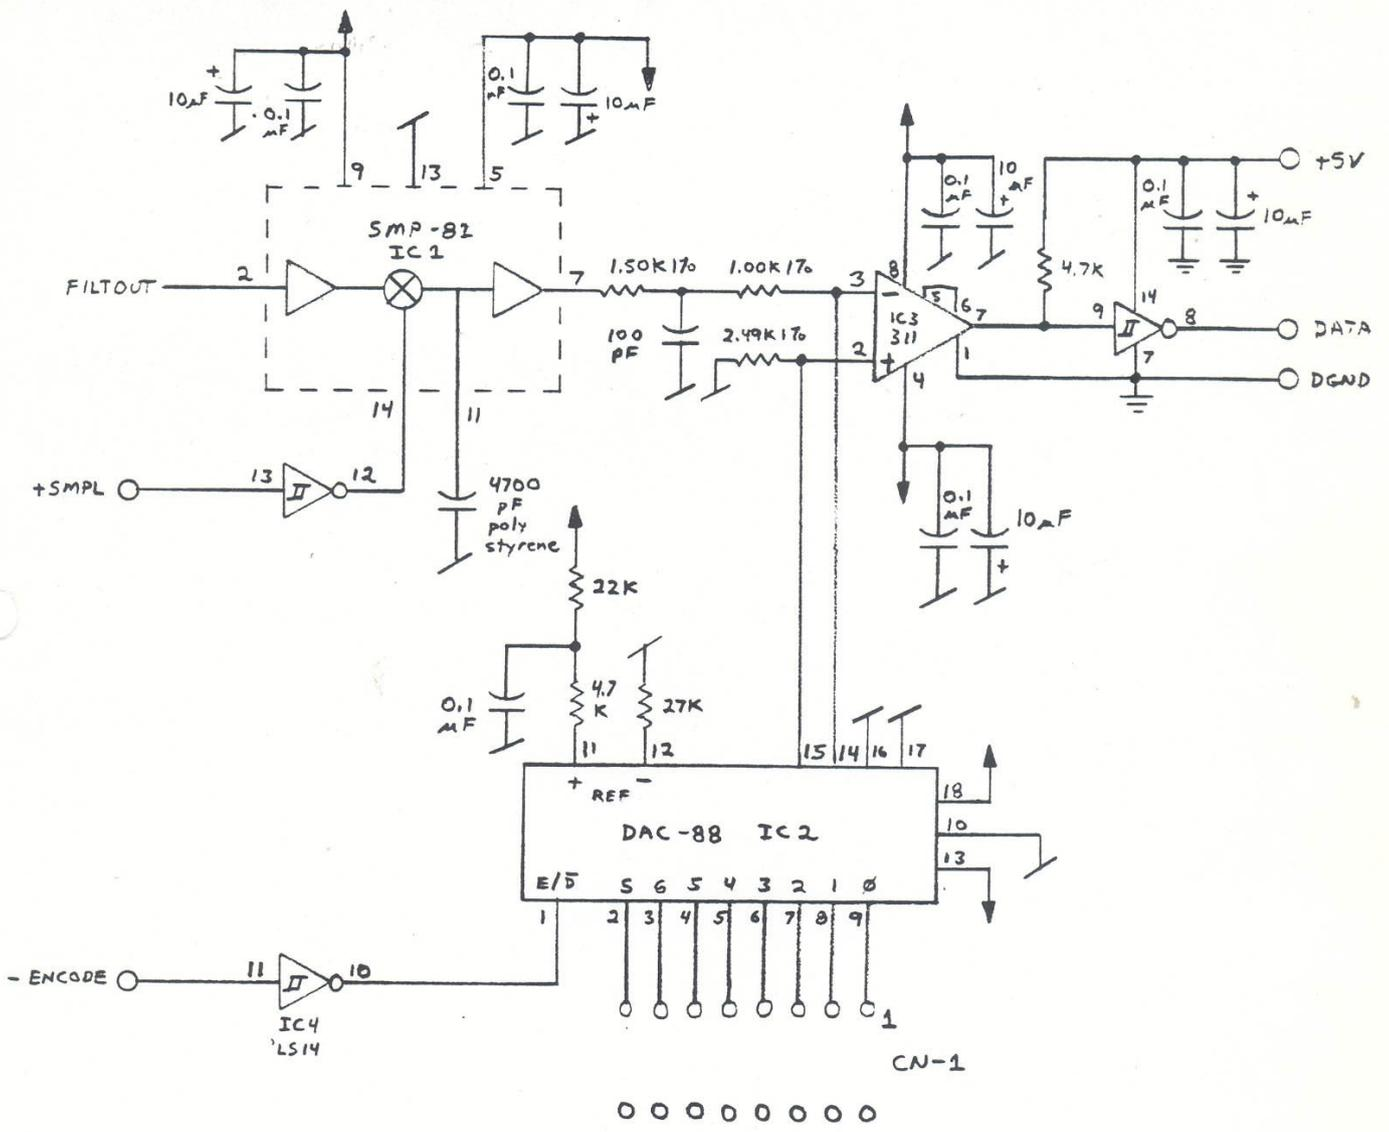 +
10µF
0.1
µF
0.1
µF
10µF
+
9
13
5
SMP-81
IC1
FILTOUT
2
7
1.50K 1%
1.00K 1%
100
pF
2.49K 1%
3
2
8
-
+
IC3
311
5
6
7
1
4
0.1
µF
10
µF
+
4.7K
+5V
0.1
µF
+
10µF
9
14
8
7
DATA
DGND
14
11
+SMPL
13
12
4700
pF
poly
styrene
0.1
µF
10µF
+
22K
0.1
µF
4.7
K
27K
11
12
15
14
16
17
+
REF
-
DAC-88 IC2
18
10
13
E/D̅
S
6
5
4
3
2
1
Ø
1
2
3
4
5
6
7
8
9
- ENCODE
11
10
IC4
'LS14
1
CN-1